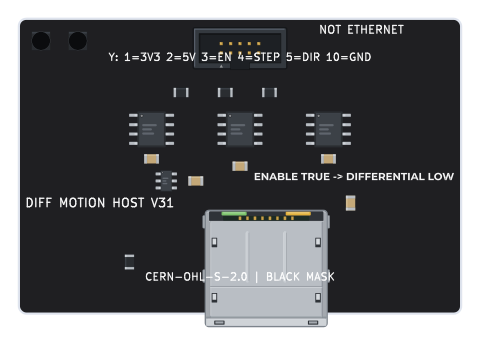 NOT ETHERNET
Y: 1=3V3 2=5V 3=EN 4=STEP 5=DIR 10=GND
ENABLE TRUE -> DIFFERENTIAL LOW
DIFF MOTION HOST V31
CERN-OHL-S-2.0 | BLACK MASK